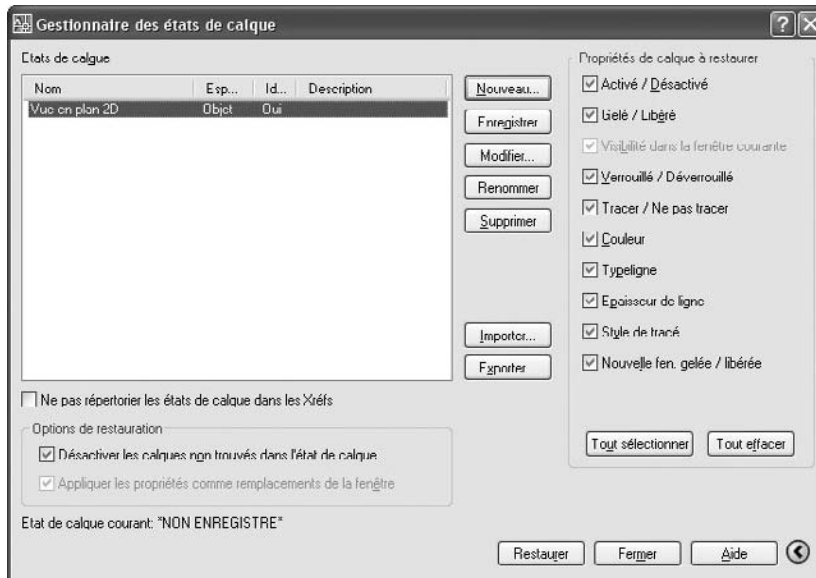 Gestionnaire des états de calque
Etats de calque
Nom Esp... Id... Description
Vue en plan 2D Objet Oui
Nouveau...
Enregistrer
Modifier...
Renommer
Supprimer
Importer...
Exporter
Ne pas répertorier les états de calque dans les Xréfs
Options de restauration
Désactiver les calques non trouvés dans l'état de calque
Appliquer les propriétés comme remplacements de la fenêtre
Etat de calque courant: "NON ENREGISTRE"
Propriétés de calque à restaurer
Activé / Désactivé
Gelé / Libéré
Visibilité dans la fenêtre courante
Verrouillé / Déverrouillé
Tracer / Ne pas tracer
Couleur
Typeligne
Epaisseur de ligne
Style de tracé
Nouvelle fen. gelée / libérée
Tout sélectionner Tout effacer
Restaurer Fermer Aide